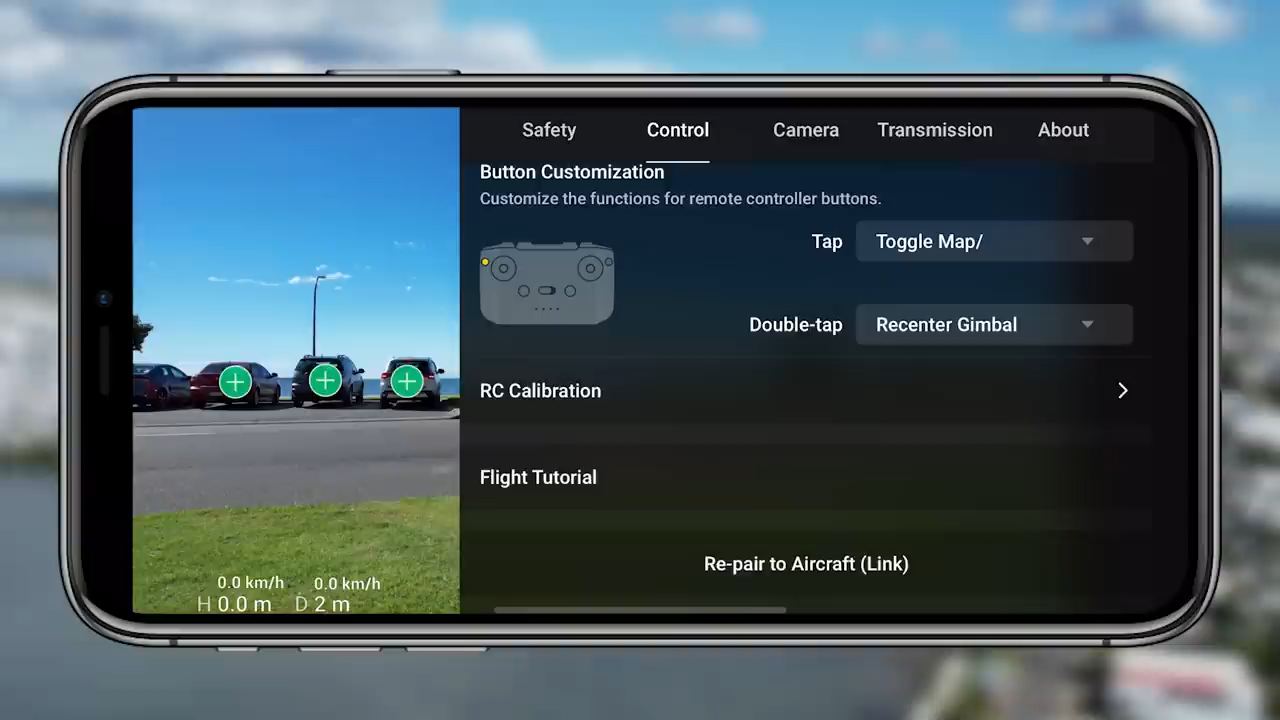 Safety Control Camera Transmission About
Button Customization
Customize the functions for remote controller buttons.
Tap Toggle Map/
Double-tap Recenter Gimbal
RC Calibration
Flight Tutorial
Re-pair to Aircraft (Link)
0.0 km/h 0.0 km/h
H 0.0 m D 2 m